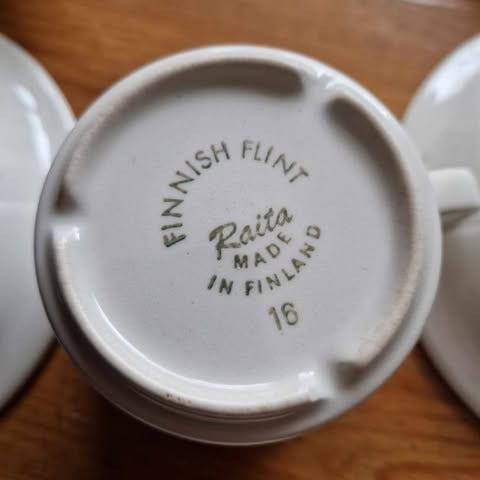 FINNISH FLINT
Raita
MADE
IN FINLAND
16